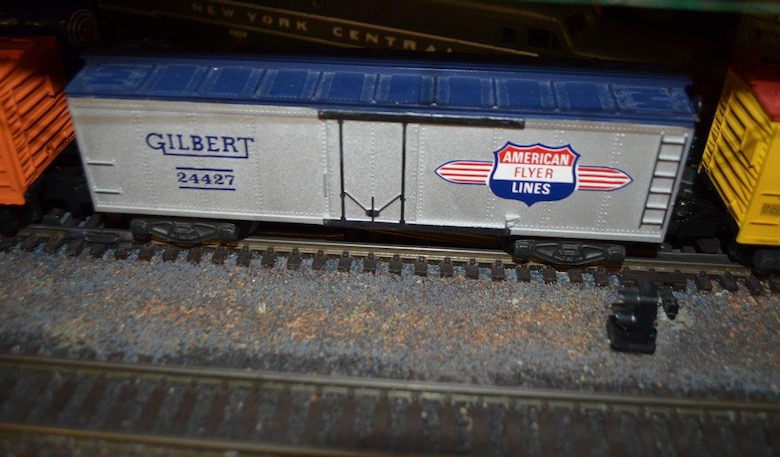 NEW YORK CENTRAL
GILBERT
24427
AMERICAN
FLYER
LINES